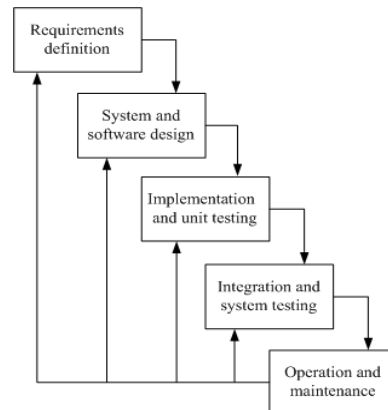 Requirements
definition
System and
software design
Implementation
and unit testing
Integration and
system testing
Operation and
maintenance